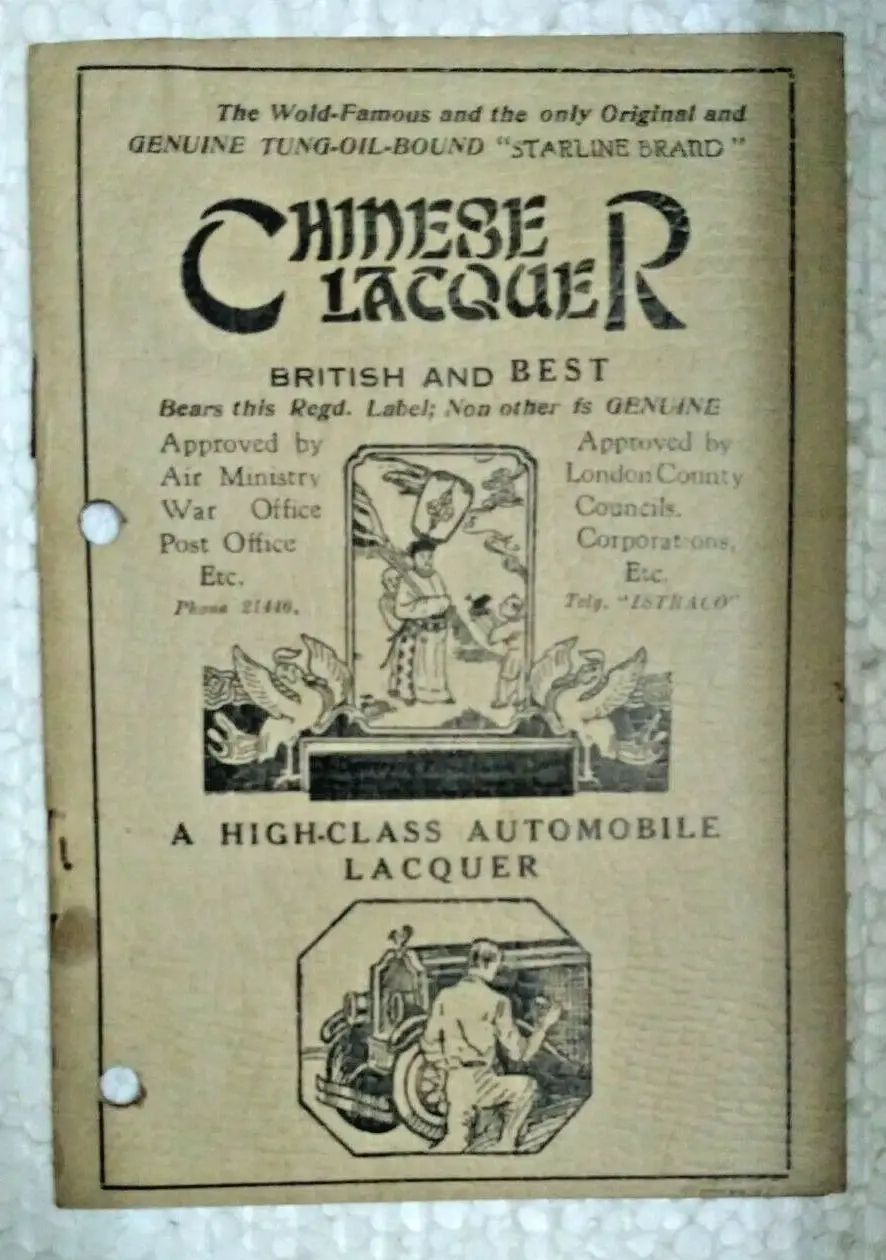 The Wold-Famous and the only Original and
GENUINE TUNG-OIL-BOUND "STARLINE BRAND"
CHINESE
LACQUER
BRITISH AND BEST
Bears this Regd. Label; Non other fs GENUINE
Approved by
Air Ministry
War Office
Post Office
Etc.
Phone 21446.
Approved by
London County
Councils.
Corporations,
Etc.
Telg. "ISTRACO"
A HIGH-CLASS AUTOMOBILE
LACQUER